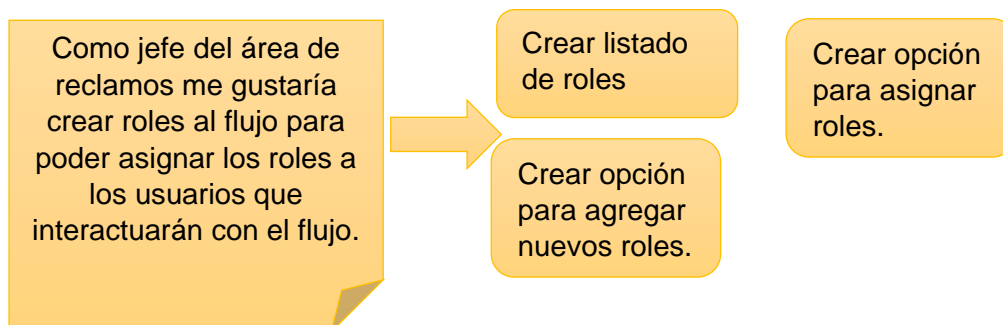 Como jefe del área de
reclamos me gustaría
crear roles al flujo para
poder asignar los roles a
los usuarios que
interactuarán con el flujo.
Crear listado
de roles
Crear opción
para agregar
nuevos roles.
Crear opción
para asignar
roles.